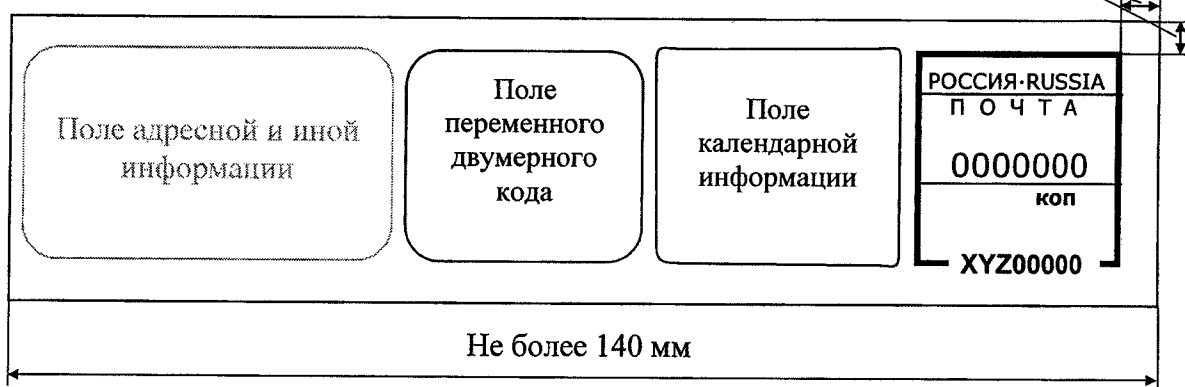 Поле адресной и иной
информации
Поле
переменного
двумерного
кода
Поле
календарной
информации
РОССИЯ·RUSSIA
ПОЧТА
0000000
коп
XYZ00000
Не более 140 мм